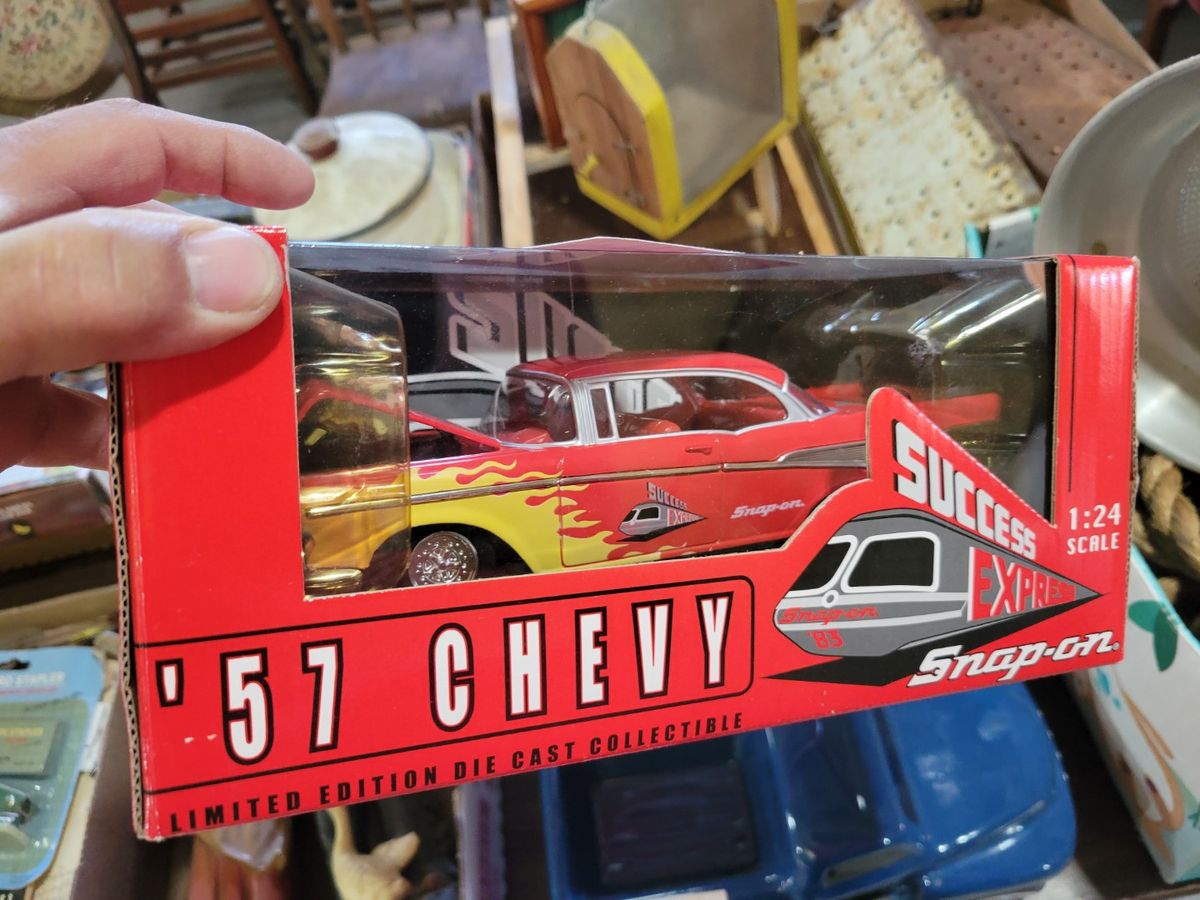 SUCCESS
EXPRESS
Snap-on
SUCCESS
EXPRESS
Snap-on
'83
Snap-on
1:24
SCALE
'57 CHEVY
LIMITED EDITION DIE CAST COLLECTIBLE
STAPLER